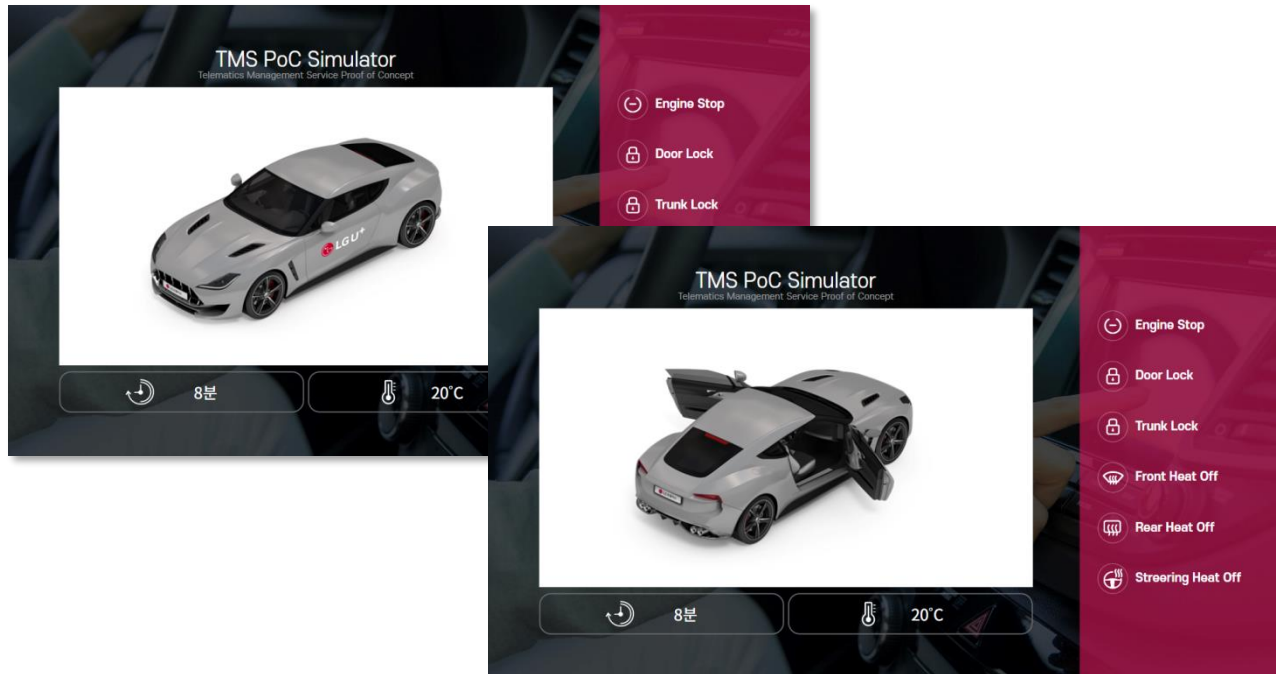 TMS PoC Simulator
Telematics Management Service Proof of Concept
Engine Stop
Door Lock
Trunk Lock
LG U+
8분
20°C
TMS PoC Simulator
Telematics Management Service Proof of Concept
Engine Stop
Door Lock
Trunk Lock
Front Heat Off
Rear Heat Off
Streering Heat Off
8분
20°C